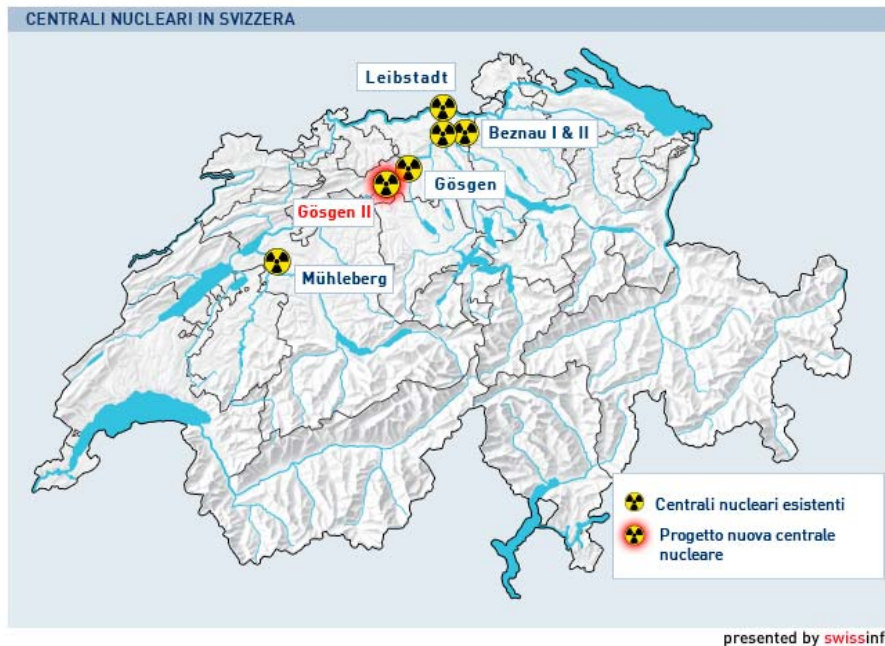 CENTRALI NUCLEARI IN SVIZZERA
Leibstadt
Beznau I & II
Gösgen
Gösgen II
Mühleberg
Centrali nucleari esistenti
Progetto nuova centrale
nucleare
presented by swissinf